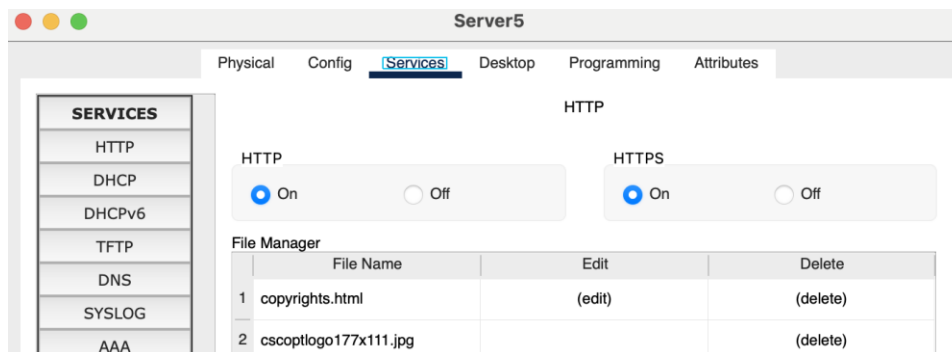 Server5
Physical Config Services Desktop Programming Attributes
SERVICES
HTTP
DHCP
DHCPv6
TFTP
DNS
SYSLOG
AAA
HTTP
HTTP
On Off
HTTPS
On Off
File Manager
File Name Edit Delete
1 copyrights.html (edit) (delete)
2 cscoptlogo177x111.jpg (delete)